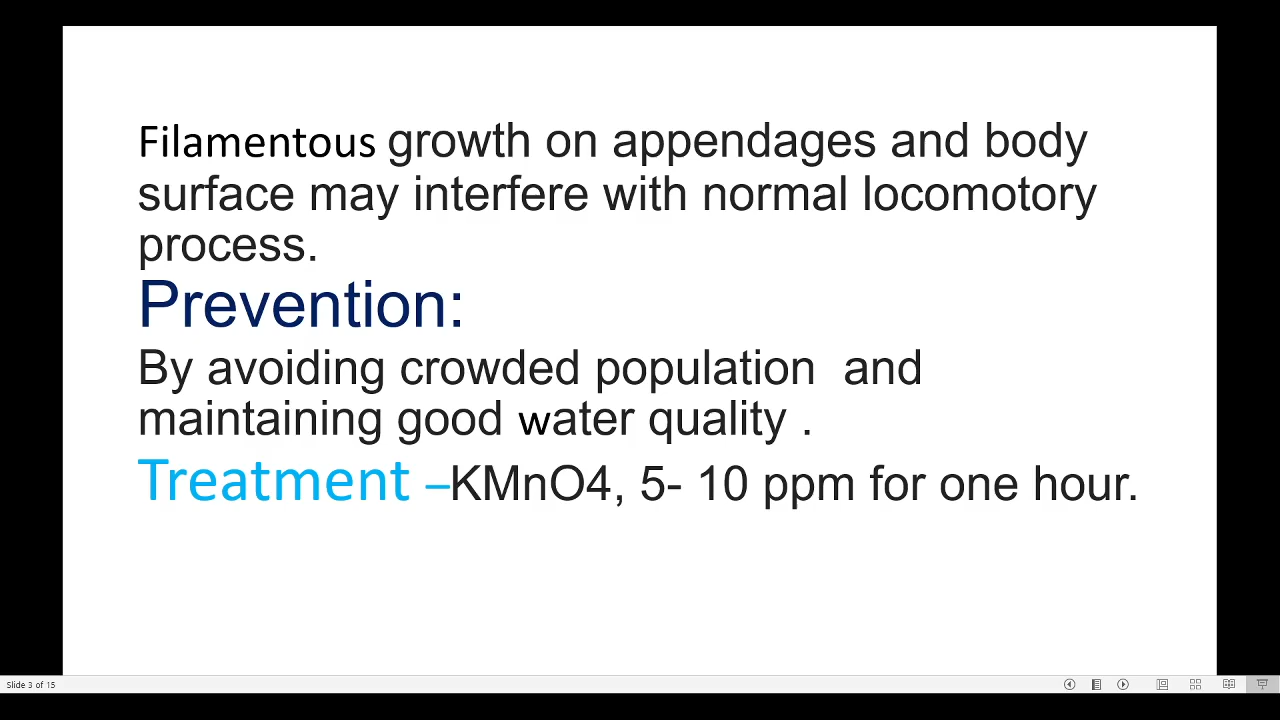 Filamentous growth on appendages and body
surface may interfere with normal locomotory
process.
Prevention:
By avoiding crowded population  and
maintaining good water quality .
Treatment –KMnO4, 5- 10 ppm for one hour.
Slide 3 of 15